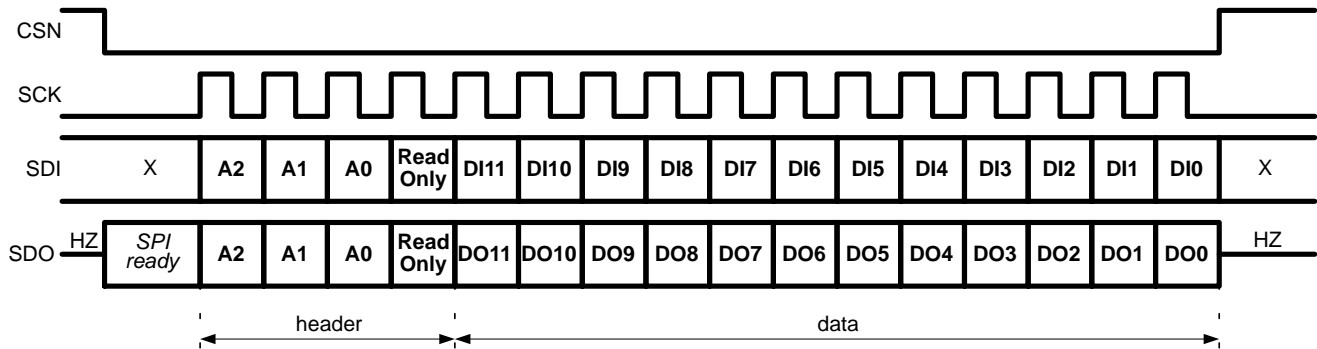 CSN
SCK
SDI X A2 A1 A0 Read Only DI11 DI10 DI9 DI8 DI7 DI6 DI5 DI4 DI3 DI2 DI1 DI0 X
SDO HZ SPI ready A2 A1 A0 Read Only DO11 DO10 DO9 DO8 DO7 DO6 DO5 DO4 DO3 DO2 DO1 DO0 HZ
header data